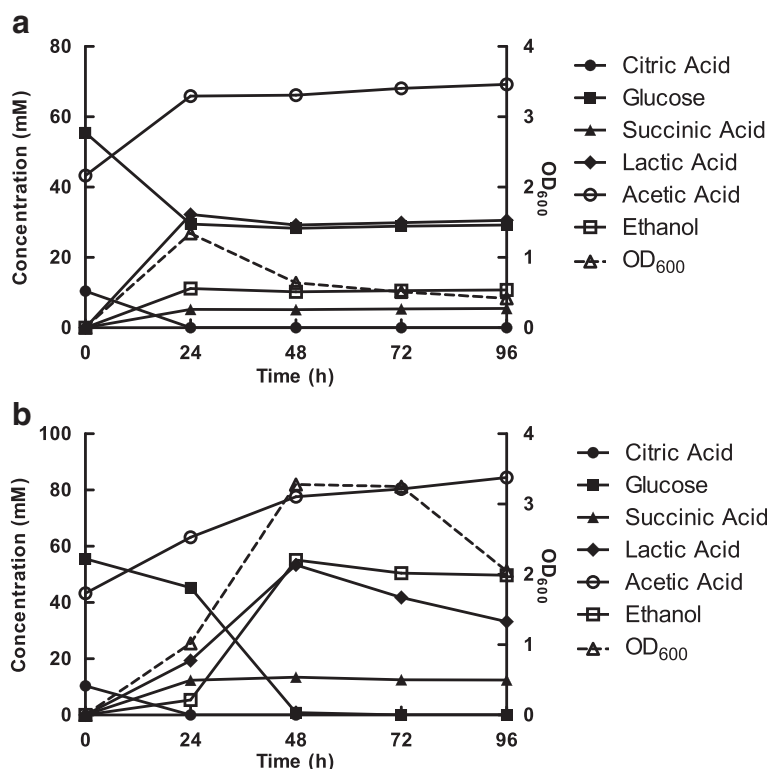 a
80
60
40
20
0
Concentration (mM)
4
3
2
1
0
OD600
0 24 48 72 96
Time (h)
Citric Acid
Glucose
Succinic Acid
Lactic Acid
Acetic Acid
Ethanol
OD600
b
100
80
60
40
20
0
Concentration (mM)
4
3
2
1
0
OD600
0 24 48 72 96
Time (h)
Citric Acid
Glucose
Succinic Acid
Lactic Acid
Acetic Acid
Ethanol
OD600